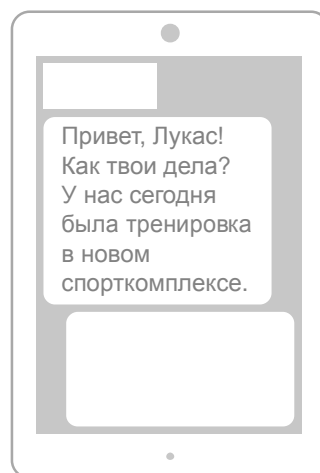 Привет, Лукас!
Как твои дела?
У нас сегодня
была тренировка
в новом
спорткомплексе.